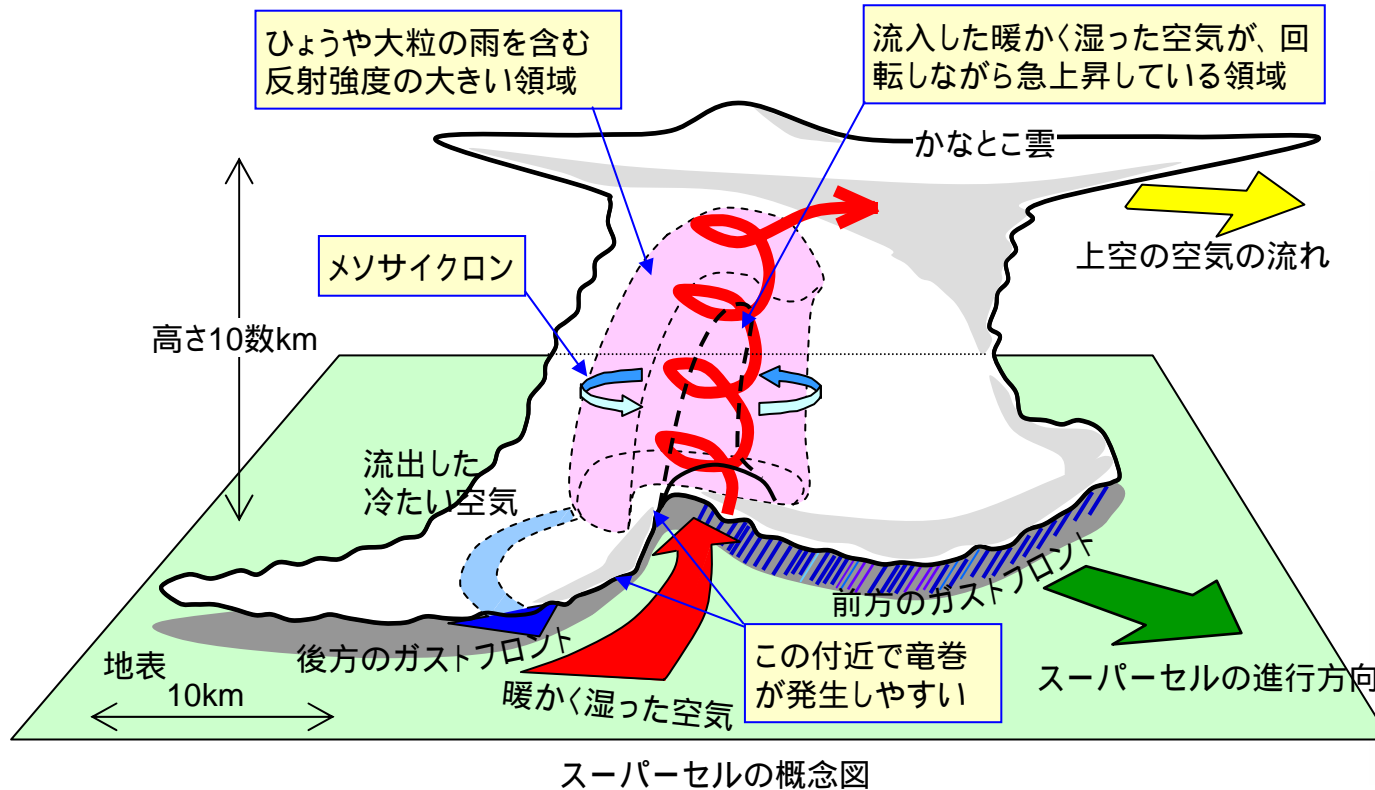 ひょうや大粒の雨を含む
反射強度の大きい領域
流入した暖かく湿った空気が、回
転しながら急上昇している領域
かなとこ雲
メソサイクロン
上空の空気の流れ
高さ10数km
流出した
冷たい空気
前方のガストフロント
後方のガストフロント
この付近で竜巻
が発生しやすい
地表
スーパーセルの進行方向
10km
暖かく湿った空気
スーパーセルの概念図